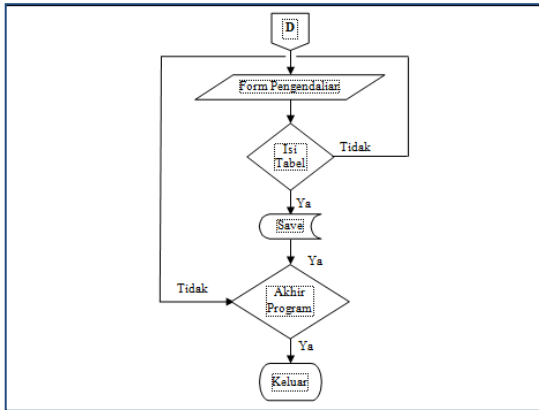 D
Form Pengendalian
Isi
Tabel
Tidak
Ya
Save
Ya
Tidak
Akhir
Program
Ya
Keluar